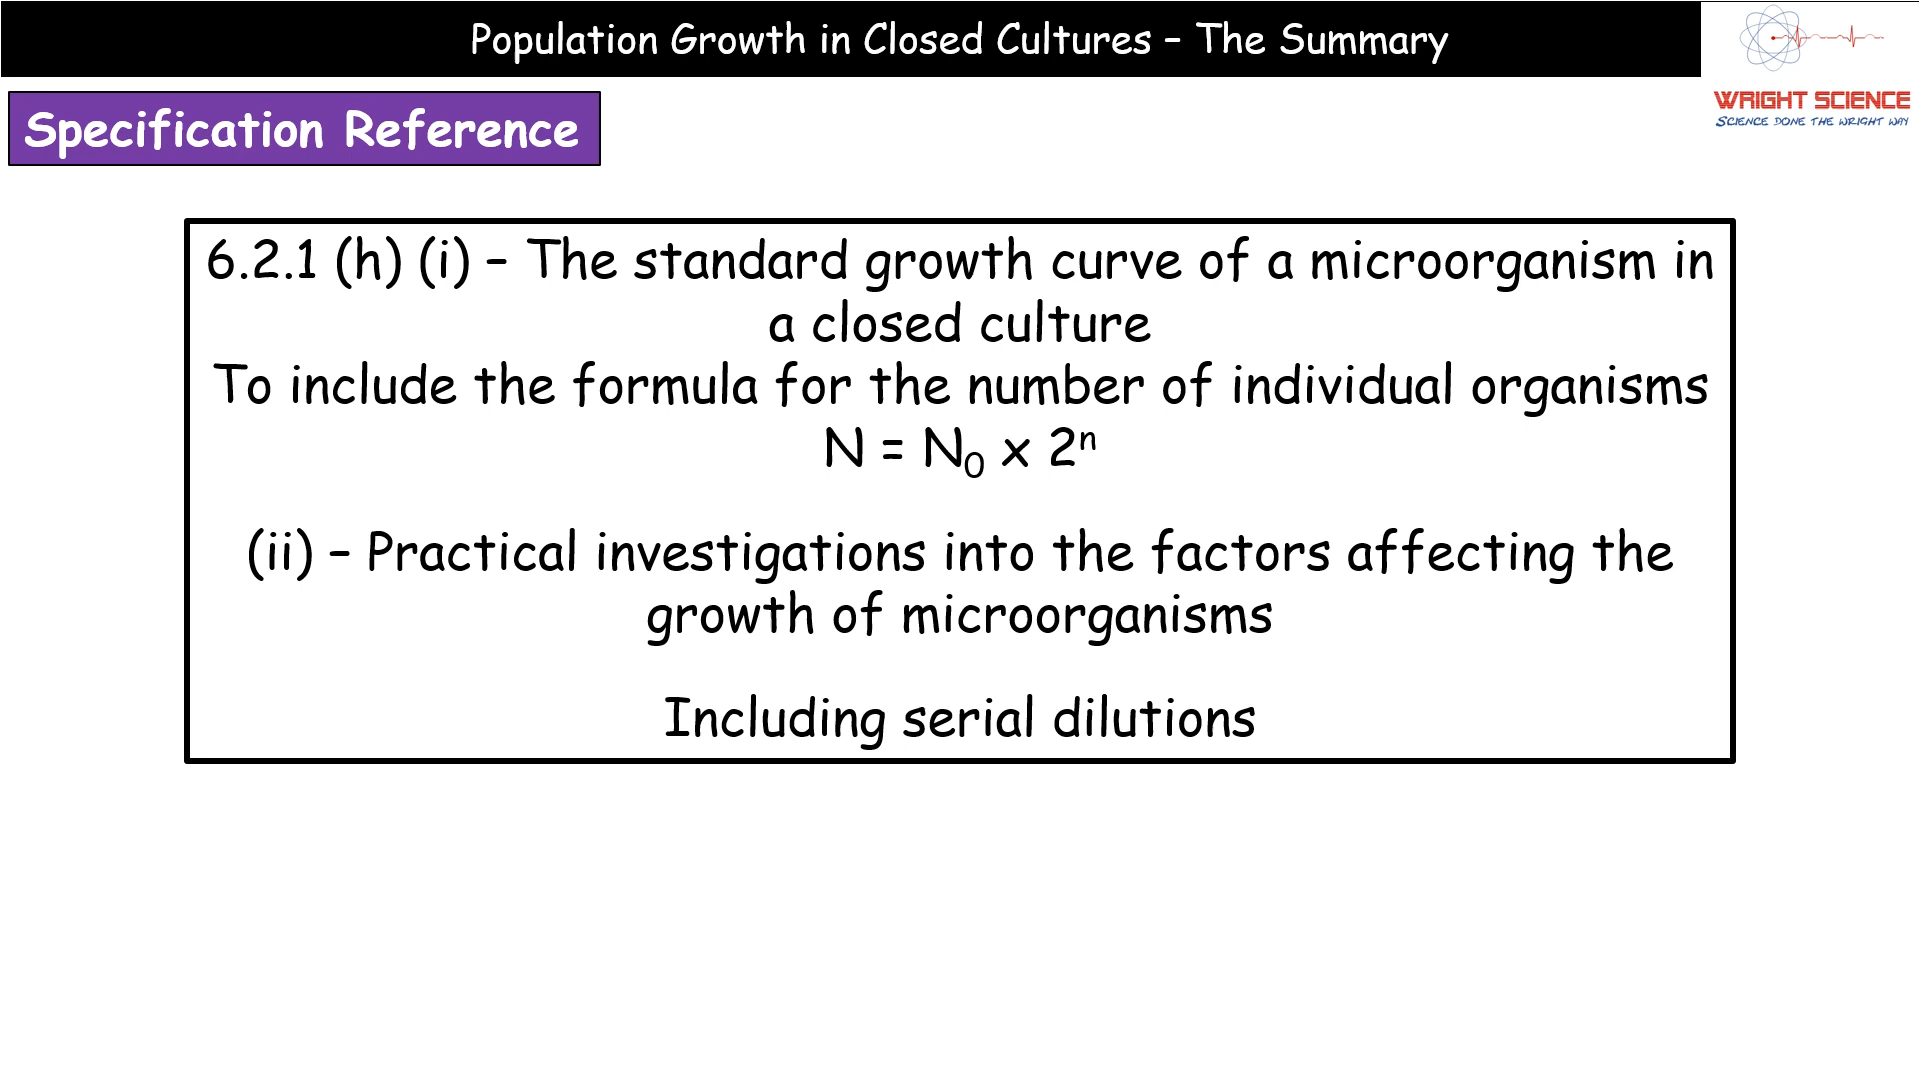 Population Growth in Closed Cultures – The Summary
WRIGHT SCIENCE
SCIENCE DONE THE WRIGHT WAY
Specification Reference
6.2.1 (h) (i) – The standard growth curve of a microorganism in
a closed culture
To include the formula for the number of individual organisms
N = N₀ x 2ⁿ
(ii) – Practical investigations into the factors affecting the
growth of microorganisms
Including serial dilutions